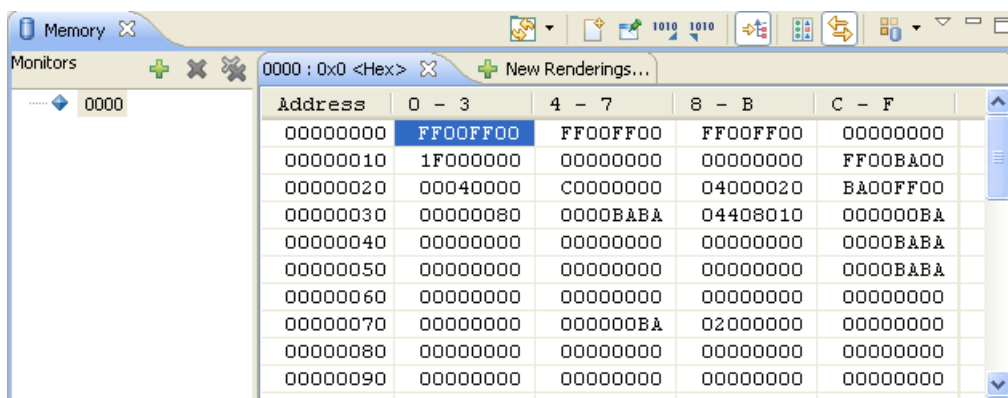 Memory
1010 1010
Monitors
0000 : 0x0 <Hex> New Renderings...
0000
Address 0 - 3 4 - 7 8 - B C - F
00000000 FF00FF00 FF00FF00 FF00FF00 00000000
00000010 1F000000 00000000 00000000 FF00BA00
00000020 00040000 C0000000 04000020 BA00FF00
00000030 00000080 0000BABA 04408010 000000BA
00000040 00000000 00000000 00000000 0000BABA
00000050 00000000 00000000 00000000 0000BABA
00000060 00000000 00000000 00000000 00000000
00000070 00000000 000000BA 02000000 00000000
00000080 00000000 00000000 00000000 00000000
00000090 00000000 00000000 00000000 00000000